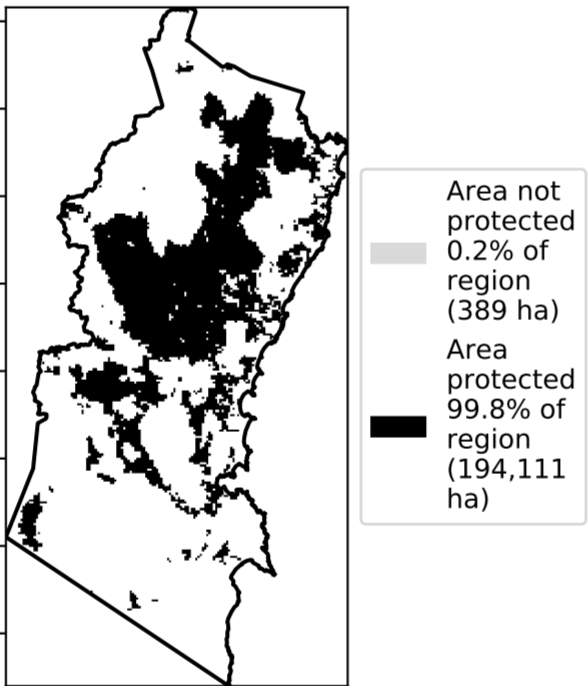 Area not
protected
0.2% of
region
(389 ha)
Area
protected
99.8% of
region
(194,111
ha)